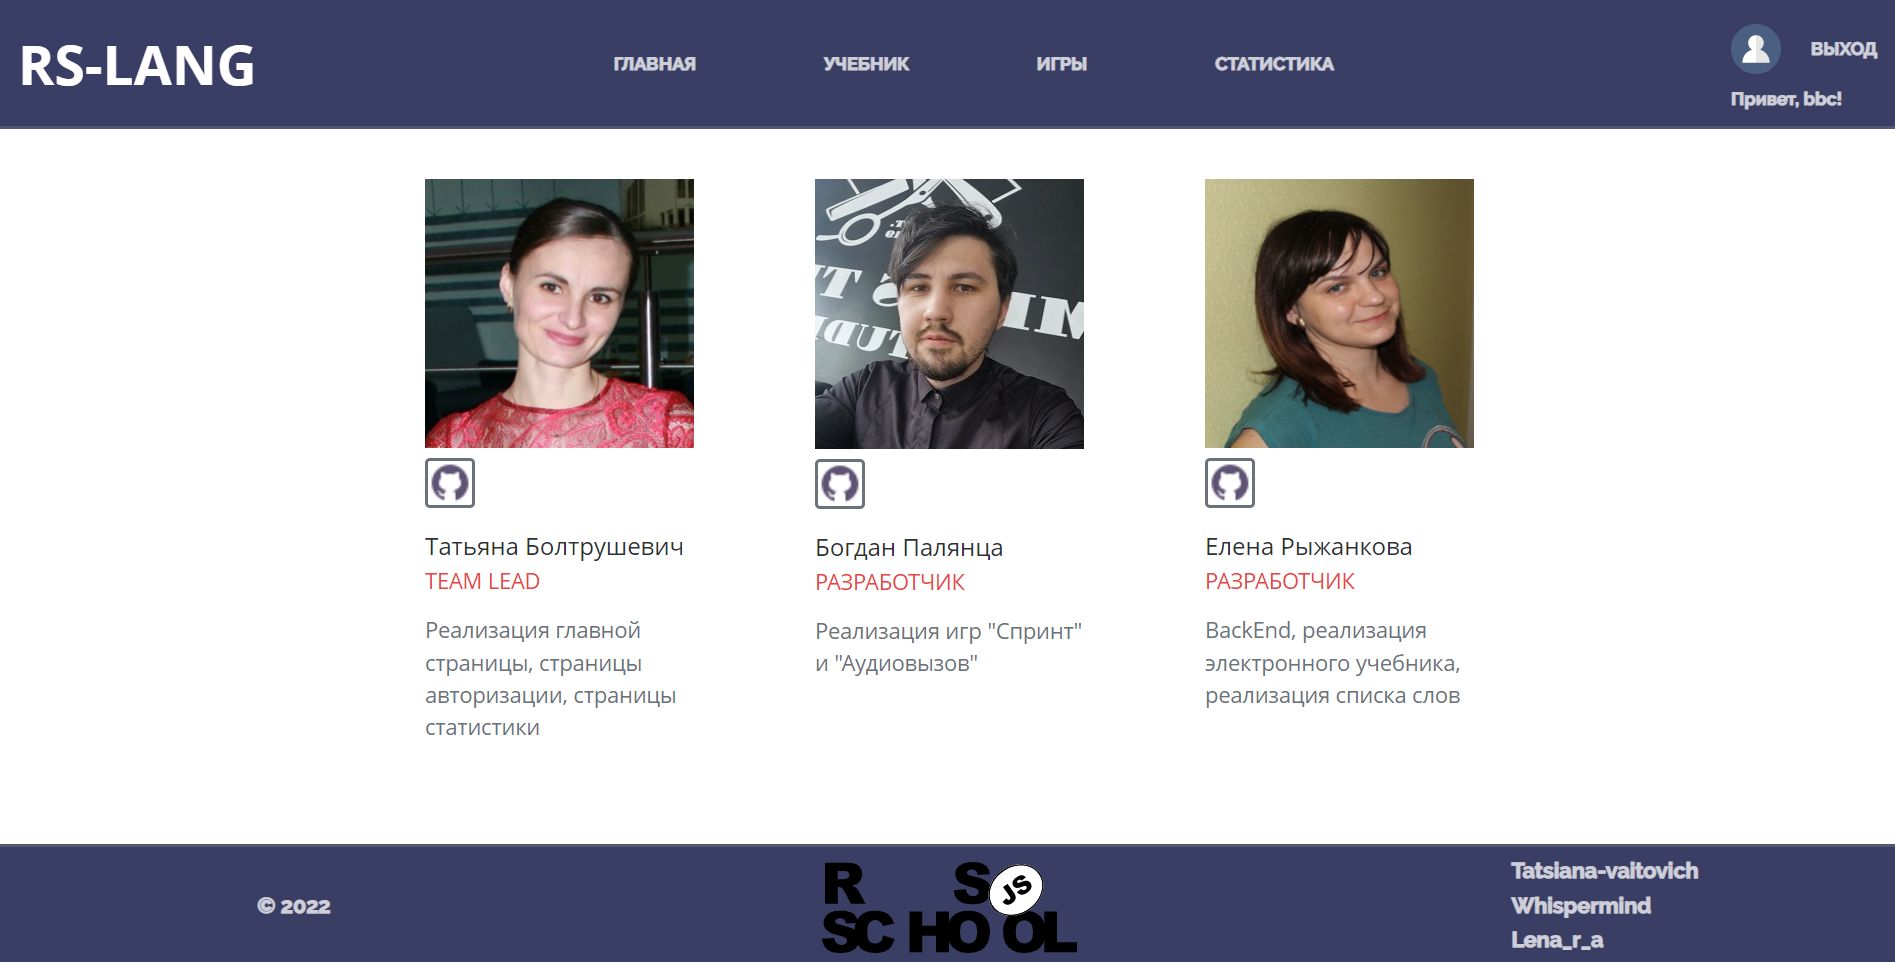 RS-LANG
ГЛАВНАЯ
УЧЕБНИК
ИГРЫ
СТАТИСТИКА
ВЫХОД
Привет, bbc!
Татьяна Болтрушевич
TEAM LEAD
Реализация главной
страницы, страницы
авторизации, страницы
статистики
Богдан Палянца
РАЗРАБОТЧИК
Реализация игр "Спринт"
и "Аудиовызов"
Елена Рыжанкова
РАЗРАБОТЧИК
BackEnd, реализация
электронного учебника,
реализация списка слов
© 2022
R S JS
SCHOOL
Tatsiana-vaitovich
Whispermind
Lena_r_a